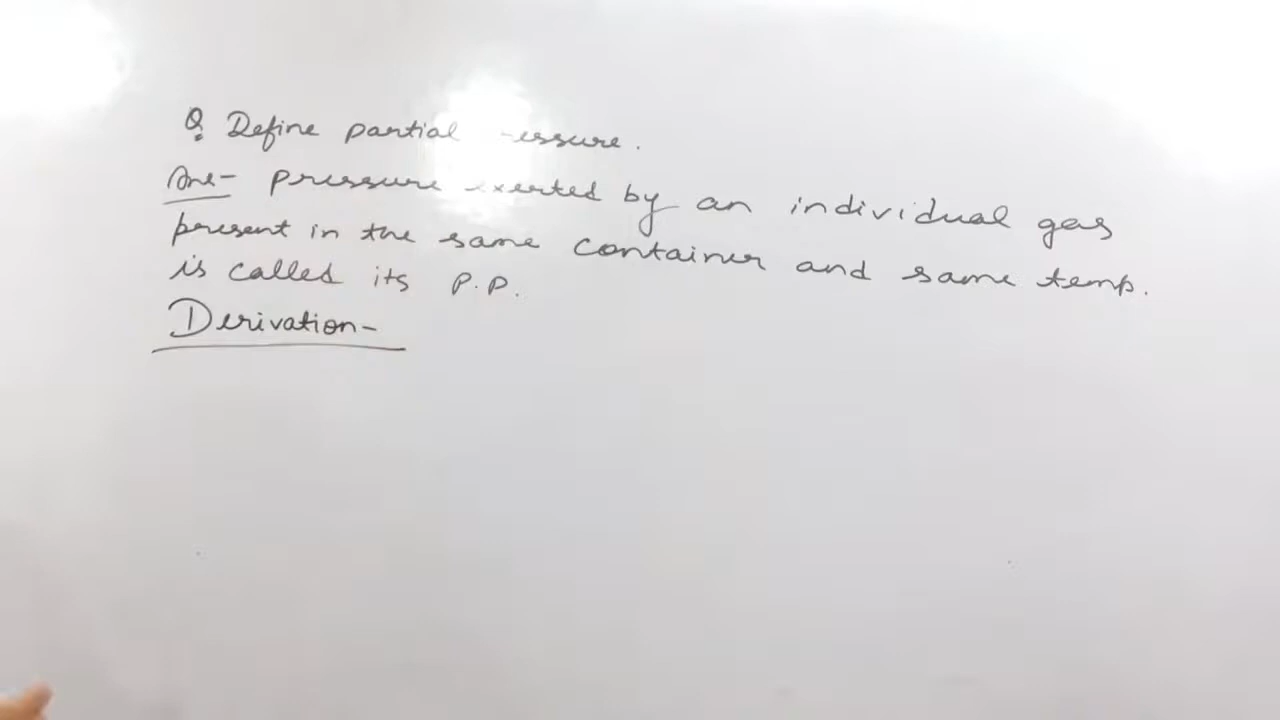 Q. Define partial essure.
Ans- pressure exerted by an individual gas
present in the same container and same temp.
is called its P.P.
Derivation-